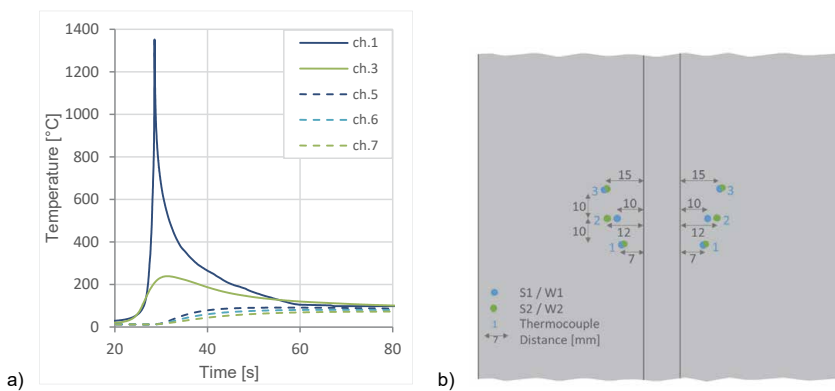 1400
1200
1000
800
600
400
200
0
Temperature [°C]
20 40 60 80
Time [s]
ch.1
ch.3
ch.5
ch.6
ch.7
a)
15 15
3 3
10 10 10
2 2
10 12 12
1 1
7 7
S1 / W1
S2 / W2
1 Thermocouple
7 Distance [mm]
b)